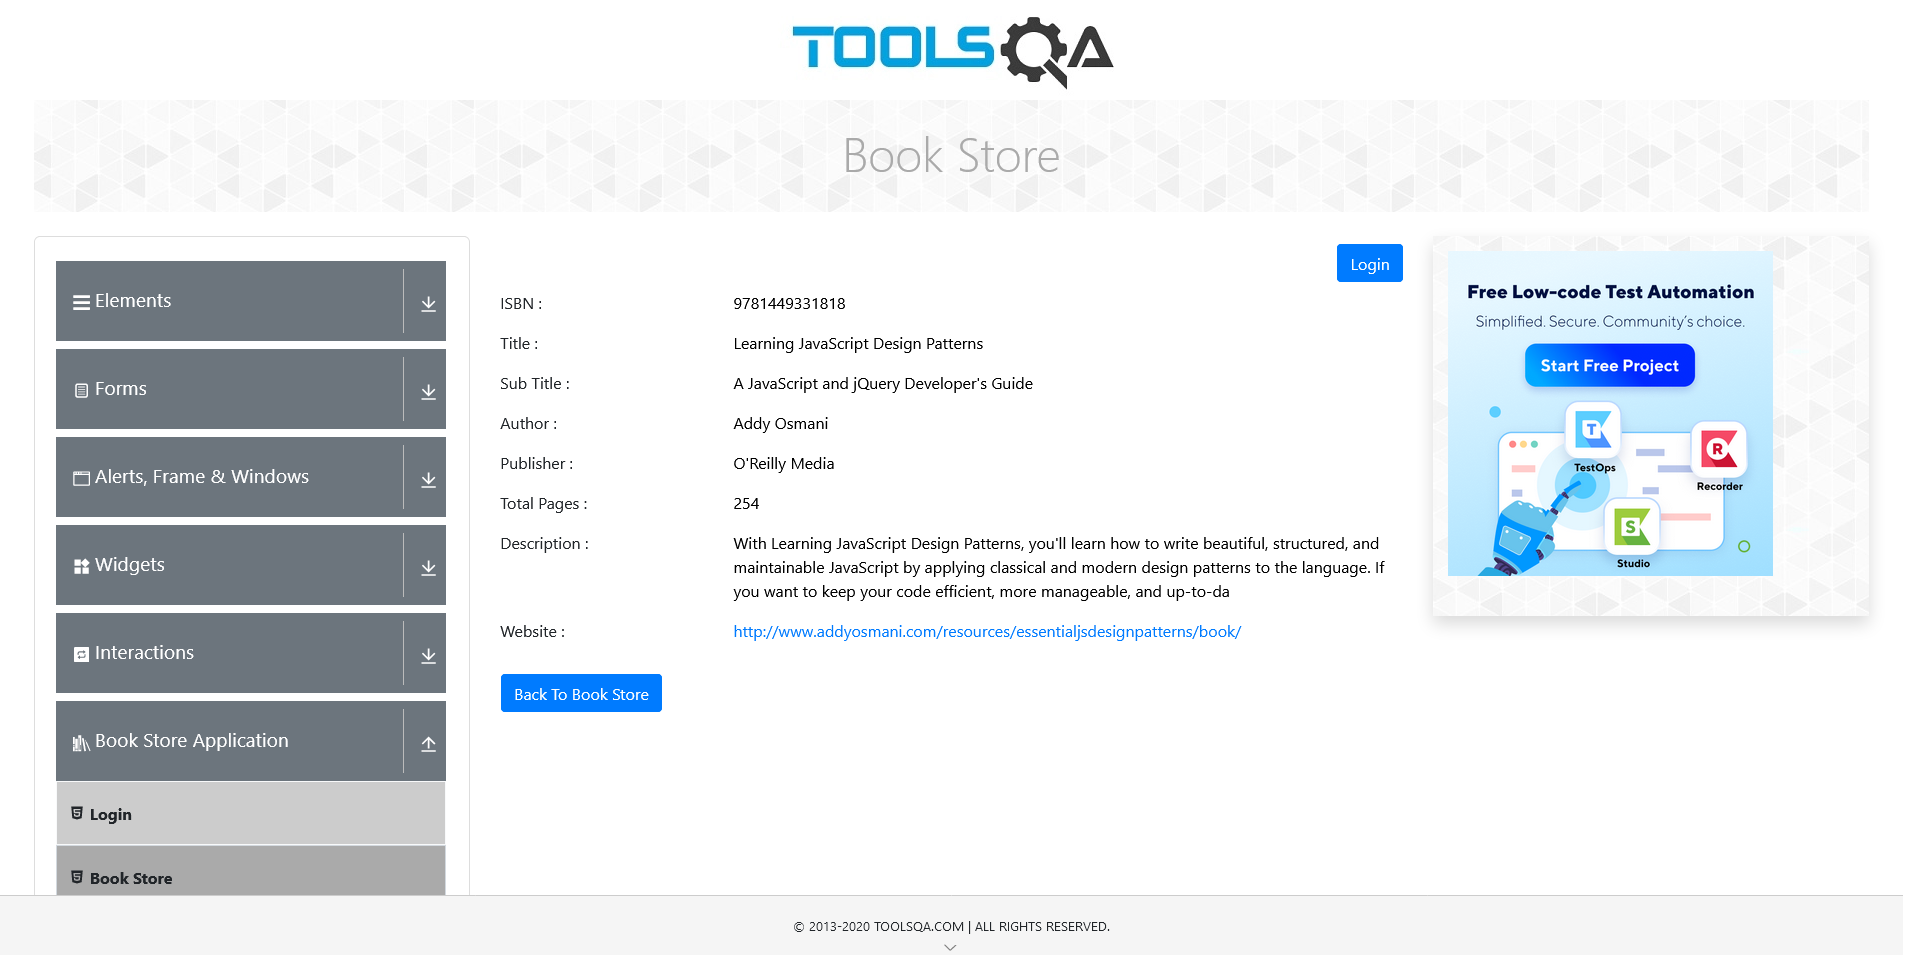 TOOLSQA
Book Store
Elements
Forms
Alerts, Frame & Windows
Widgets
Interactions
Book Store Application
Login
Book Store
Login
ISBN : 9781449331818
Title : Learning JavaScript Design Patterns
Sub Title : A JavaScript and jQuery Developer's Guide
Author : Addy Osmani
Publisher : O'Reilly Media
Total Pages : 254
Description : With Learning JavaScript Design Patterns, you'll learn how to write beautiful, structured, and
maintainable JavaScript by applying classical and modern design patterns to the language. If
you want to keep your code efficient, more manageable, and up-to-da
Website : http://www.addyosmani.com/resources/essentialjsdesignpatterns/book/
Back To Book Store
Free Low-code Test Automation
Simplified. Secure. Community's choice.
Start Free Project
T
TestOps
R
Recorder
S
Studio
© 2013-2020 TOOLSQA.COM | ALL RIGHTS RESERVED.